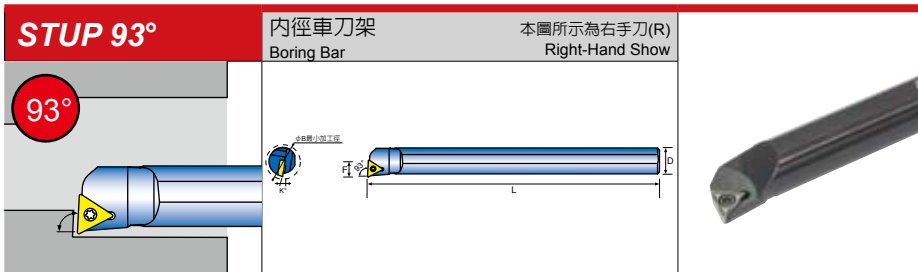 STUP 93°
內徑車刀架
Boring Bar
本圖所示為右手刀(R)
Right-Hand Show
93°
φB最小加工徑
K°
F
93°
L
D